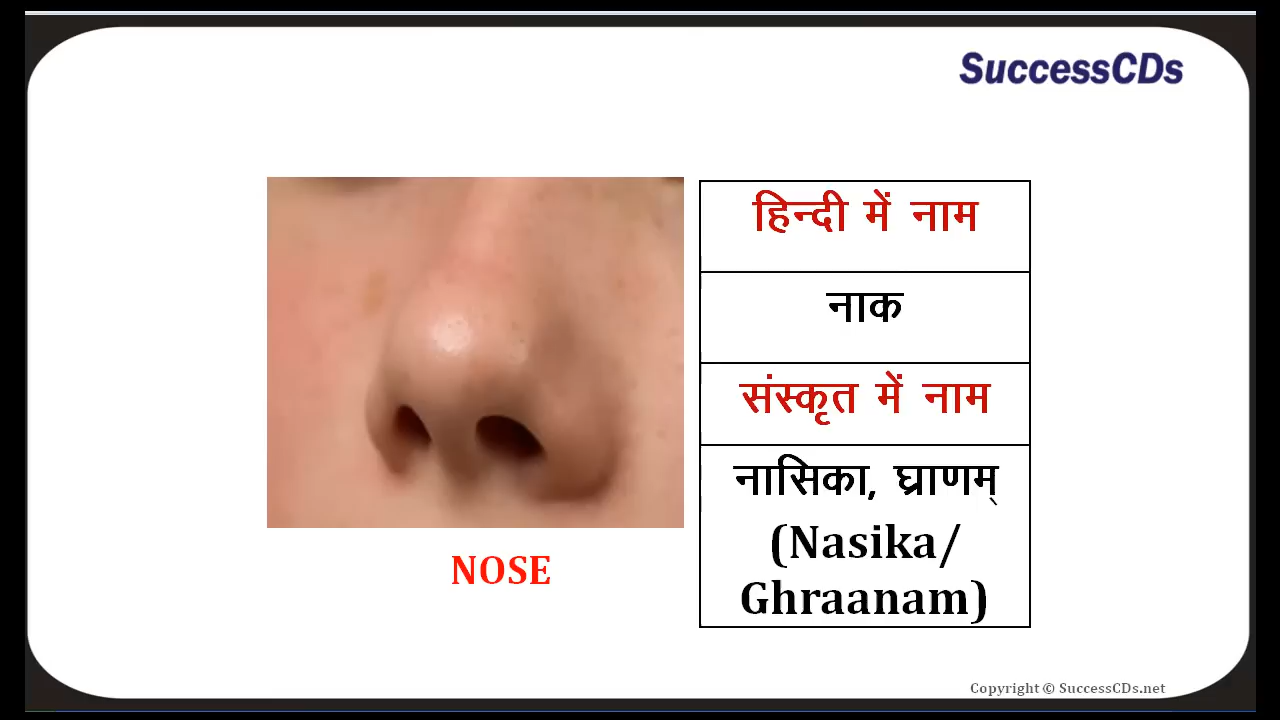 SuccessCDs
हिन्दी में नाम
नाक
संस्कृत में नाम
नासिका, घ्राणम्
(Nasika/
Ghraanam)
NOSE
Copyright © SuccessCDs.net